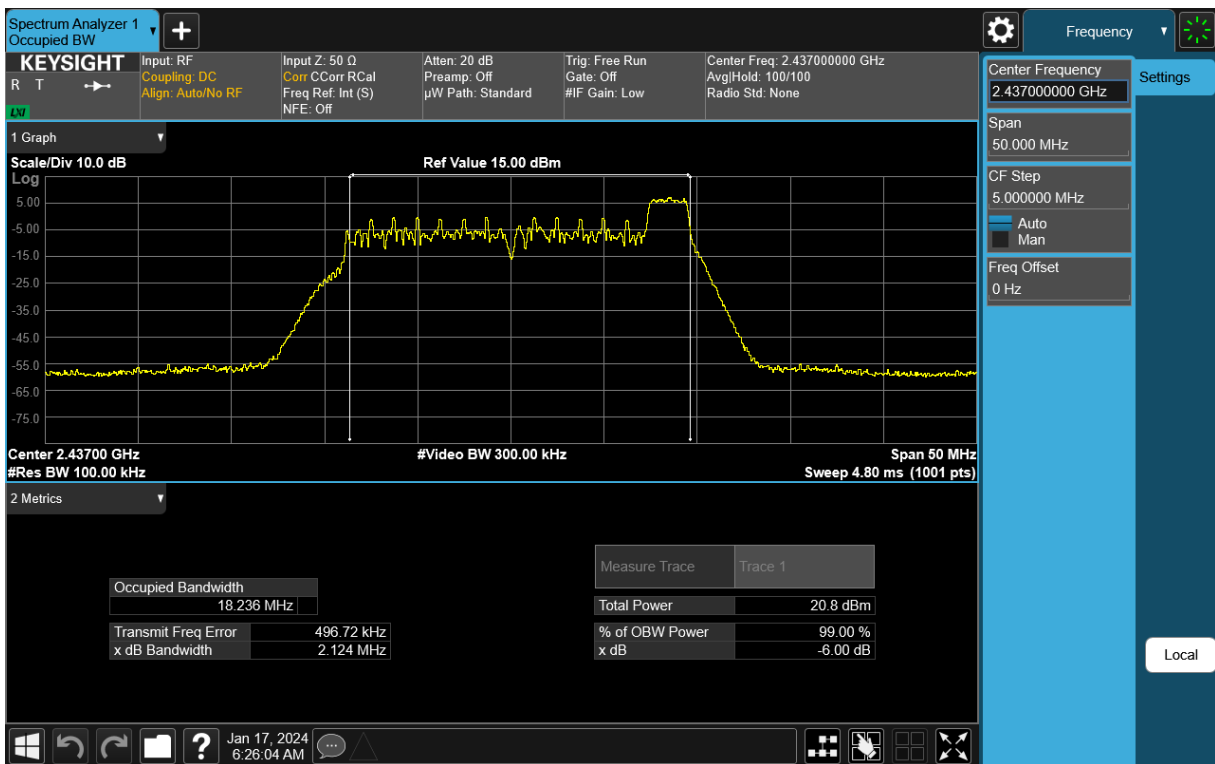 Spectrum Analyzer 1
Occupied BW
Frequency
KEYSIGHT
R T
LXI
Input: RF
Coupling: DC
Align: Auto/No RF
Input Z: 50 Ω
Corr CCorr RCal
Freq Ref: Int (S)
NFE: Off
Atten: 20 dB
Preamp: Off
µW Path: Standard
Trig: Free Run
Gate: Off
#IF Gain: Low
Center Freq: 2.437000000 GHz
Avg|Hold: 100/100
Radio Std: None
Center Frequency
2.437000000 GHz
Settings
Span
50.000 MHz
CF Step
5.000000 MHz
Auto
Man
Freq Offset
0 Hz
Local
1 Graph
Scale/Div 10.0 dB
Ref Value 15.00 dBm
Log
5.00
-5.00
-15.0
-25.0
-35.0
-45.0
-55.0
-65.0
-75.0
Center 2.43700 GHz
#Video BW 300.00 kHz
Span 50 MHz
#Res BW 100.00 kHz
Sweep 4.80 ms (1001 pts)
2 Metrics
Measure Trace Trace 1
Occupied Bandwidth
18.236 MHz
Total Power 20.8 dBm
Transmit Freq Error 496.72 kHz
% of OBW Power 99.00 %
x dB Bandwidth 2.124 MHz
x dB -6.00 dB
Jan 17, 2024
6:26:04 AM